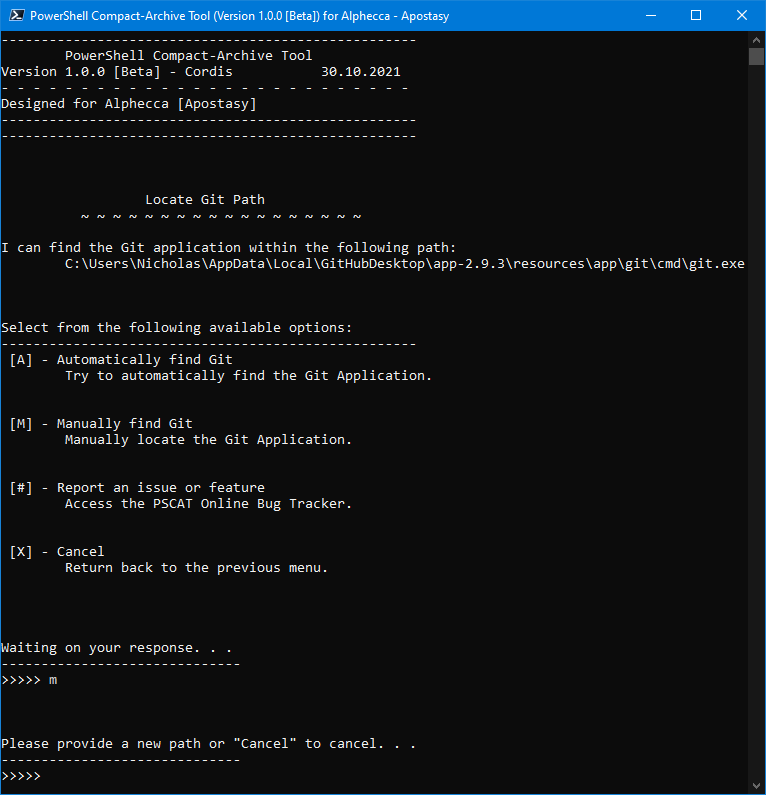 PowerShell Compact-Archive Tool (Version 1.0.0 [Beta]) for Alphecca - Apostasy
----------------------------------------------------
PowerShell Compact-Archive Tool
Version 1.0.0 [Beta] - Cordis 30.10.2021
- - - - - - - - - - - - - - - - - - - - - - - - - -
Designed for Alphecca [Apostasy]
----------------------------------------------------
----------------------------------------------------
Locate Git Path
~ ~ ~ ~ ~ ~ ~ ~ ~ ~ ~ ~ ~ ~ ~ ~ ~ ~
I can find the Git application within the following path:
C:\Users\Nicholas\AppData\Local\GitHubDesktop\app-2.9.3\resources\app\git\cmd\git.exe
Select from the following available options:
----------------------------------------------------
[A] - Automatically find Git
Try to automatically find the Git Application.
[M] - Manually find Git
Manually locate the Git Application.
[#] - Report an issue or feature
Access the PSCAT Online Bug Tracker.
[X] - Cancel
Return back to the previous menu.
Waiting on your response. . .
------------------------------
>>>>> m
Please provide a new path or "Cancel" to cancel. . .
------------------------------
>>>>>